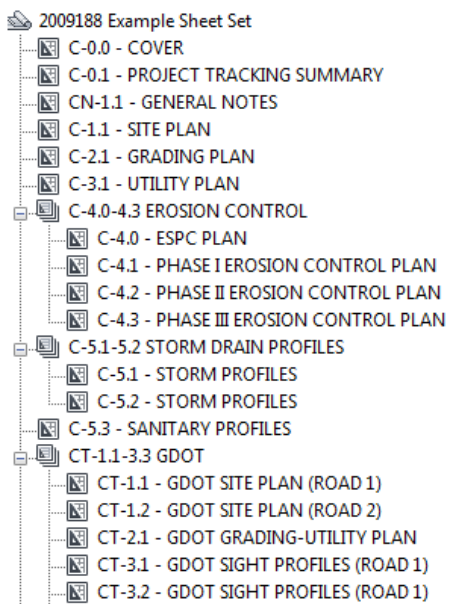 2009188 Example Sheet Set
C-0.0 - COVER
C-0.1 - PROJECT TRACKING SUMMARY
CN-1.1 - GENERAL NOTES
C-1.1 - SITE PLAN
C-2.1 - GRADING PLAN
C-3.1 - UTILITY PLAN
C-4.0-4.3 EROSION CONTROL
C-4.0 - ESPC PLAN
C-4.1 - PHASE I EROSION CONTROL PLAN
C-4.2 - PHASE II EROSION CONTROL PLAN
C-4.3 - PHASE III EROSION CONTROL PLAN
C-5.1-5.2 STORM DRAIN PROFILES
C-5.1 - STORM PROFILES
C-5.2 - STORM PROFILES
C-5.3 - SANITARY PROFILES
CT-1.1-3.3 GDOT
CT-1.1 - GDOT SITE PLAN (ROAD 1)
CT-1.2 - GDOT SITE PLAN (ROAD 2)
CT-2.1 - GDOT GRADING-UTILITY PLAN
CT-3.1 - GDOT SIGHT PROFILES (ROAD 1)
CT-3.2 - GDOT SIGHT PROFILES (ROAD 1)